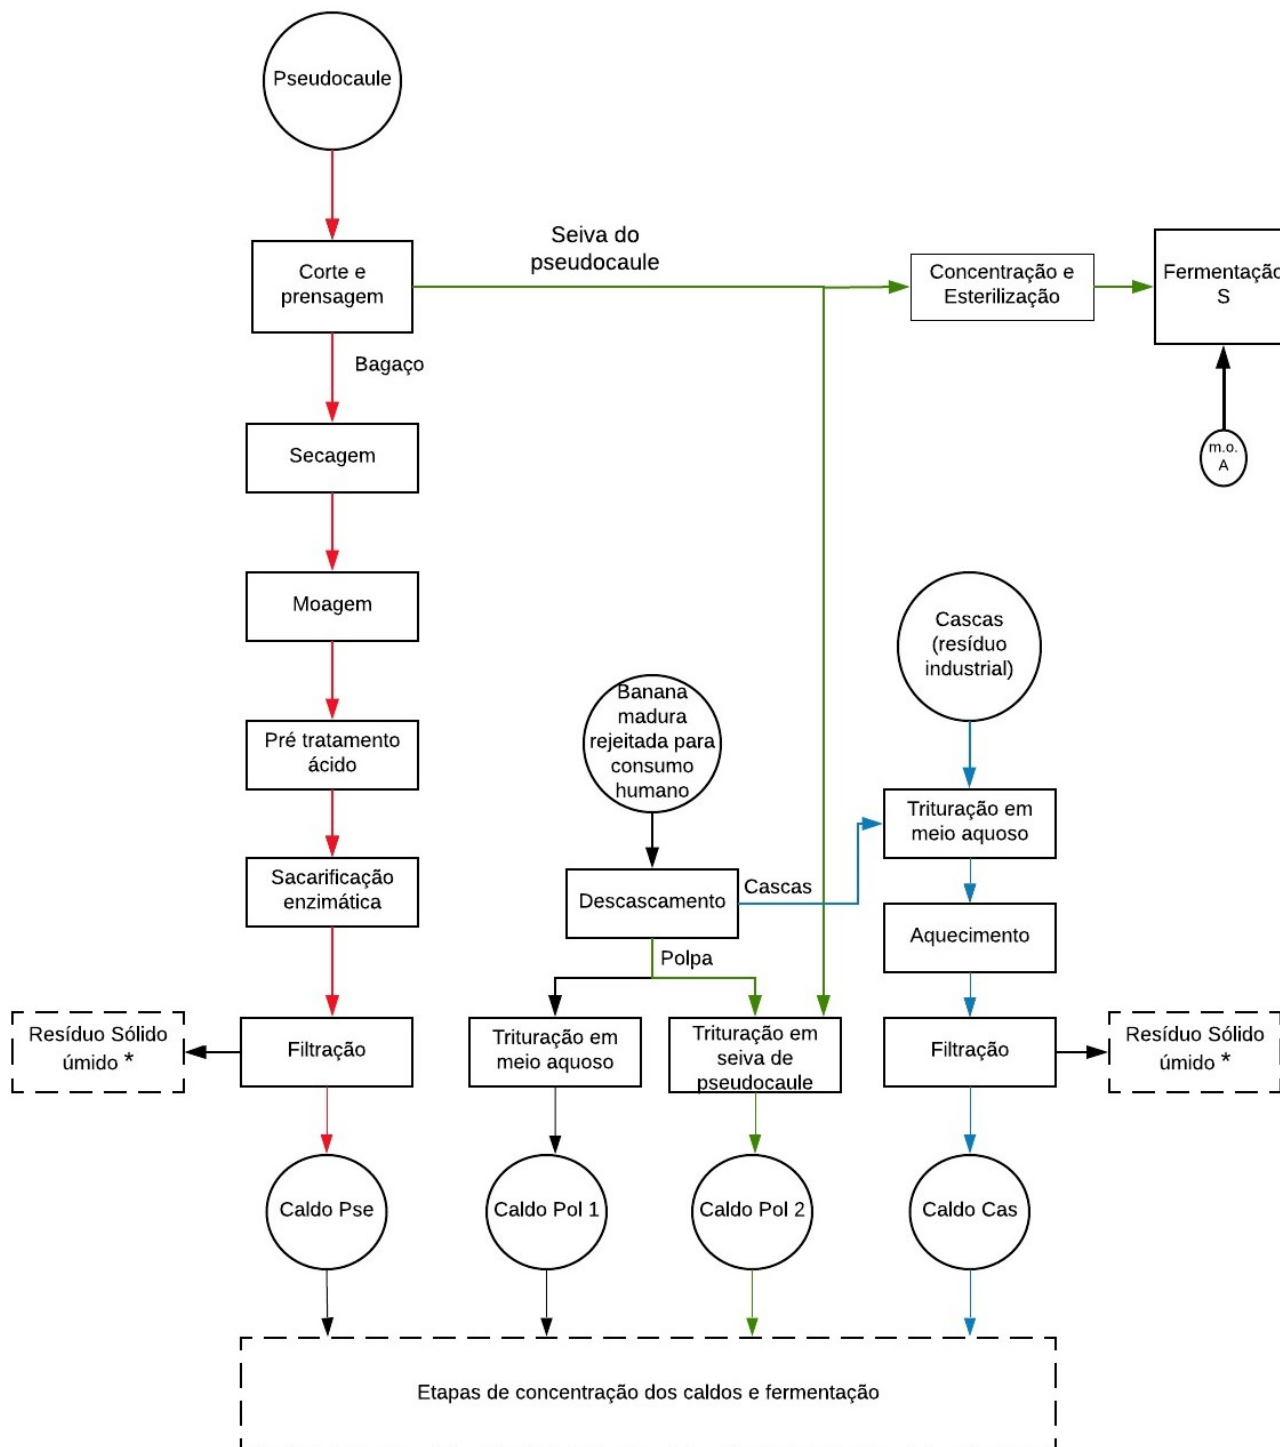 Pseudocaule
Seiva do
pseudocaule
Corte e
prensagem
Concentração e
Esterilização
Fermentação
S
Bagaço
m.o.
A
Secagem
Moagem
Cascas
(resíduo
industrial)
Banana
madura
rejeitada para
consumo
humano
Pré tratamento
ácido
Trituração em
meio aquoso
Sacarificação
enzimática
Descascamento
Cascas
Aquecimento
Polpa
Resíduo Sólido
úmido *
Filtração
Trituração em
meio aquoso
Trituração em
seiva de
pseudocaule
Filtração
Resíduo Sólido
úmido *
Caldo Pse
Caldo Pol 1
Caldo Pol 2
Caldo Cas
Etapas de concentração dos caldos e fermentação